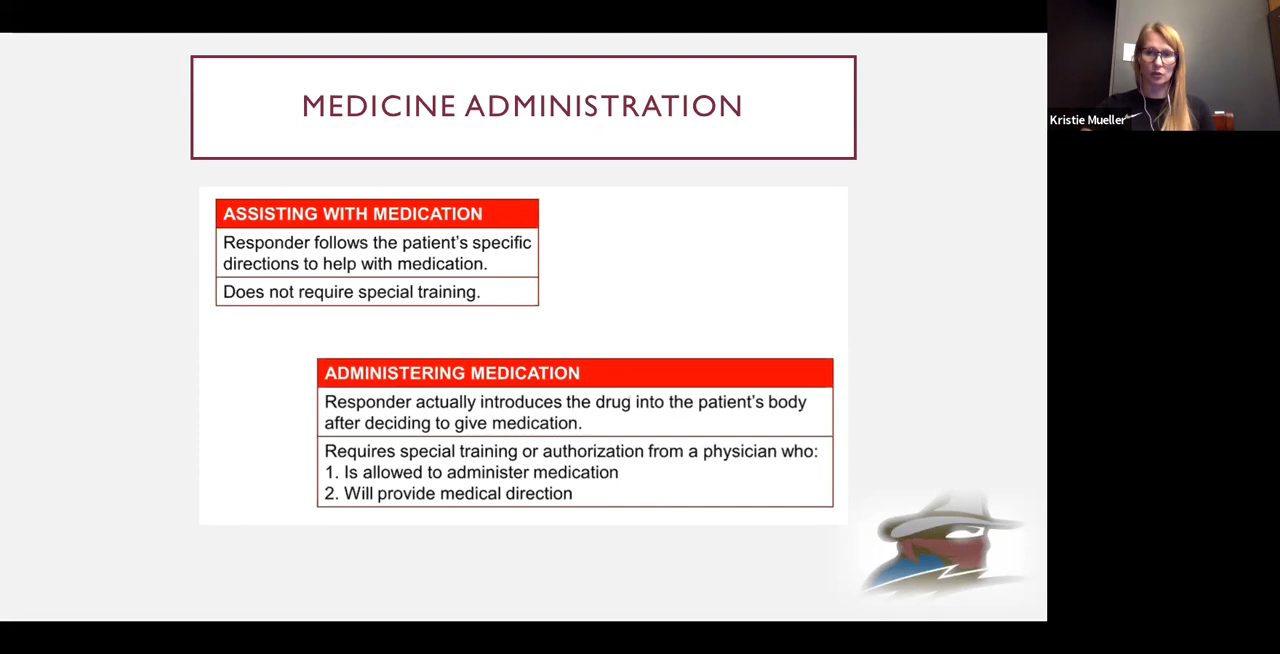 MEDICINE ADMINISTRATION
Kristie Mueller
ASSISTING WITH MEDICATION
Responder follows the patient's specific
directions to help with medication.
Does not require special training.
ADMINISTERING MEDICATION
Responder actually introduces the drug into the patient's body
after deciding to give medication.
Requires special training or authorization from a physician who:
1. Is allowed to administer medication
2. Will provide medical direction